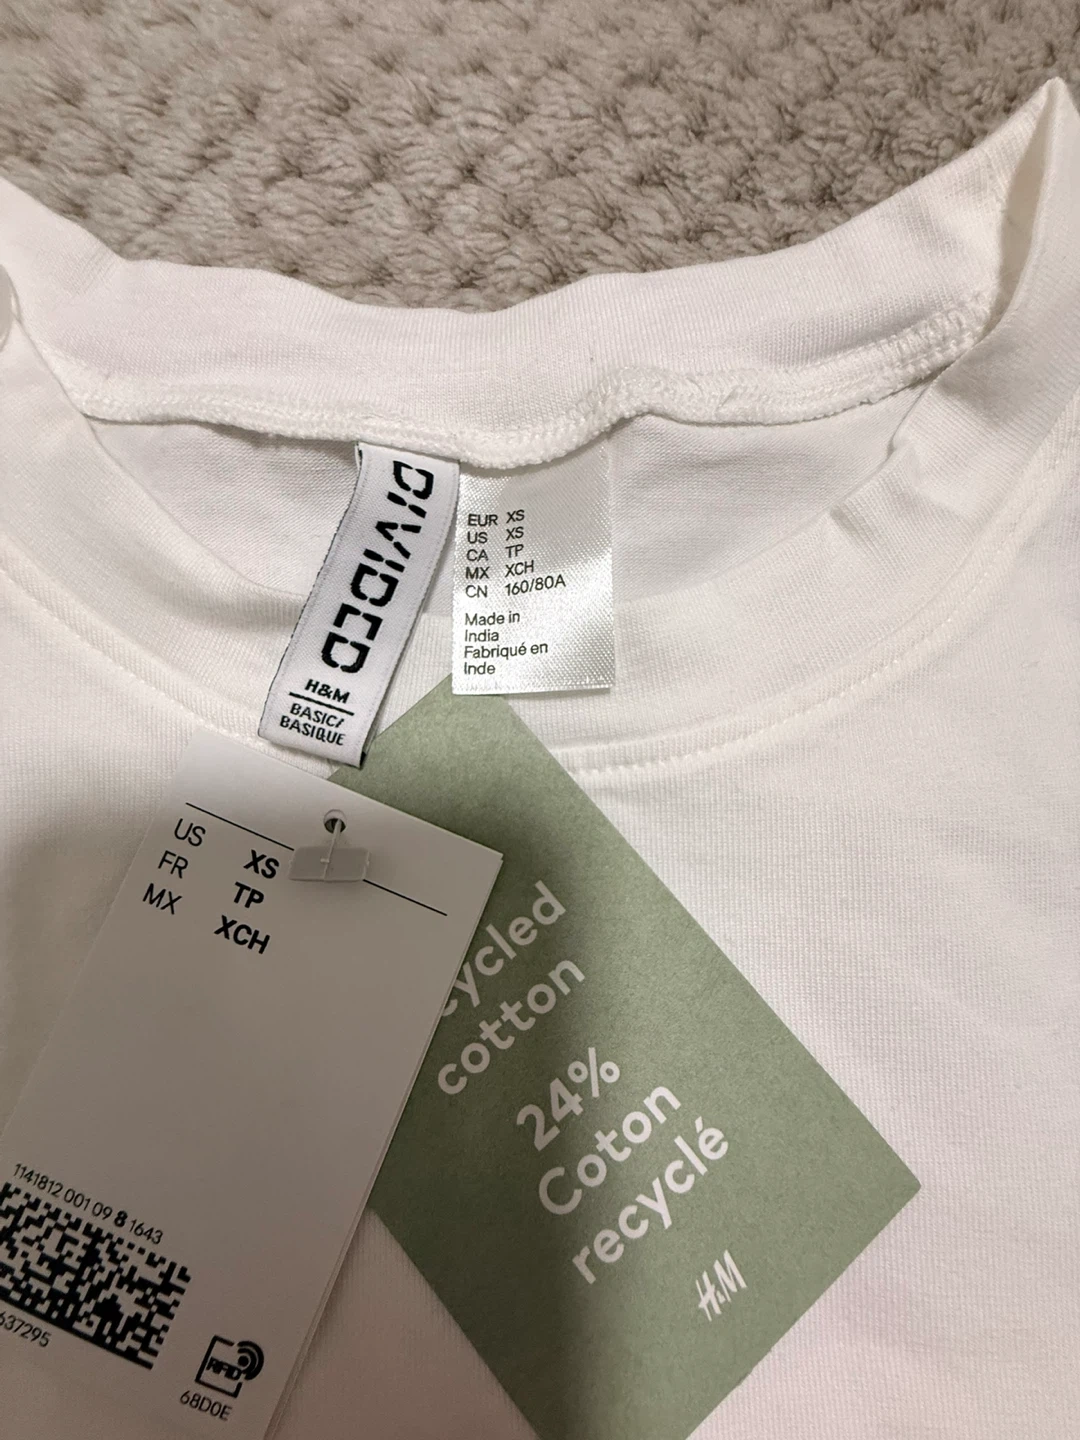 DIVIDED
H&M
BASIC/
BASIQUE
EUR XS
US XS
CA TP
MX XCH
CN 160/80A
Made in
India
Fabriqué en
Inde
US XS
FR TP
MX XCH
1141812 001 09 8 1643
637295
RFID
68D0E
cotton
24%
Coton
recyclé
H&M